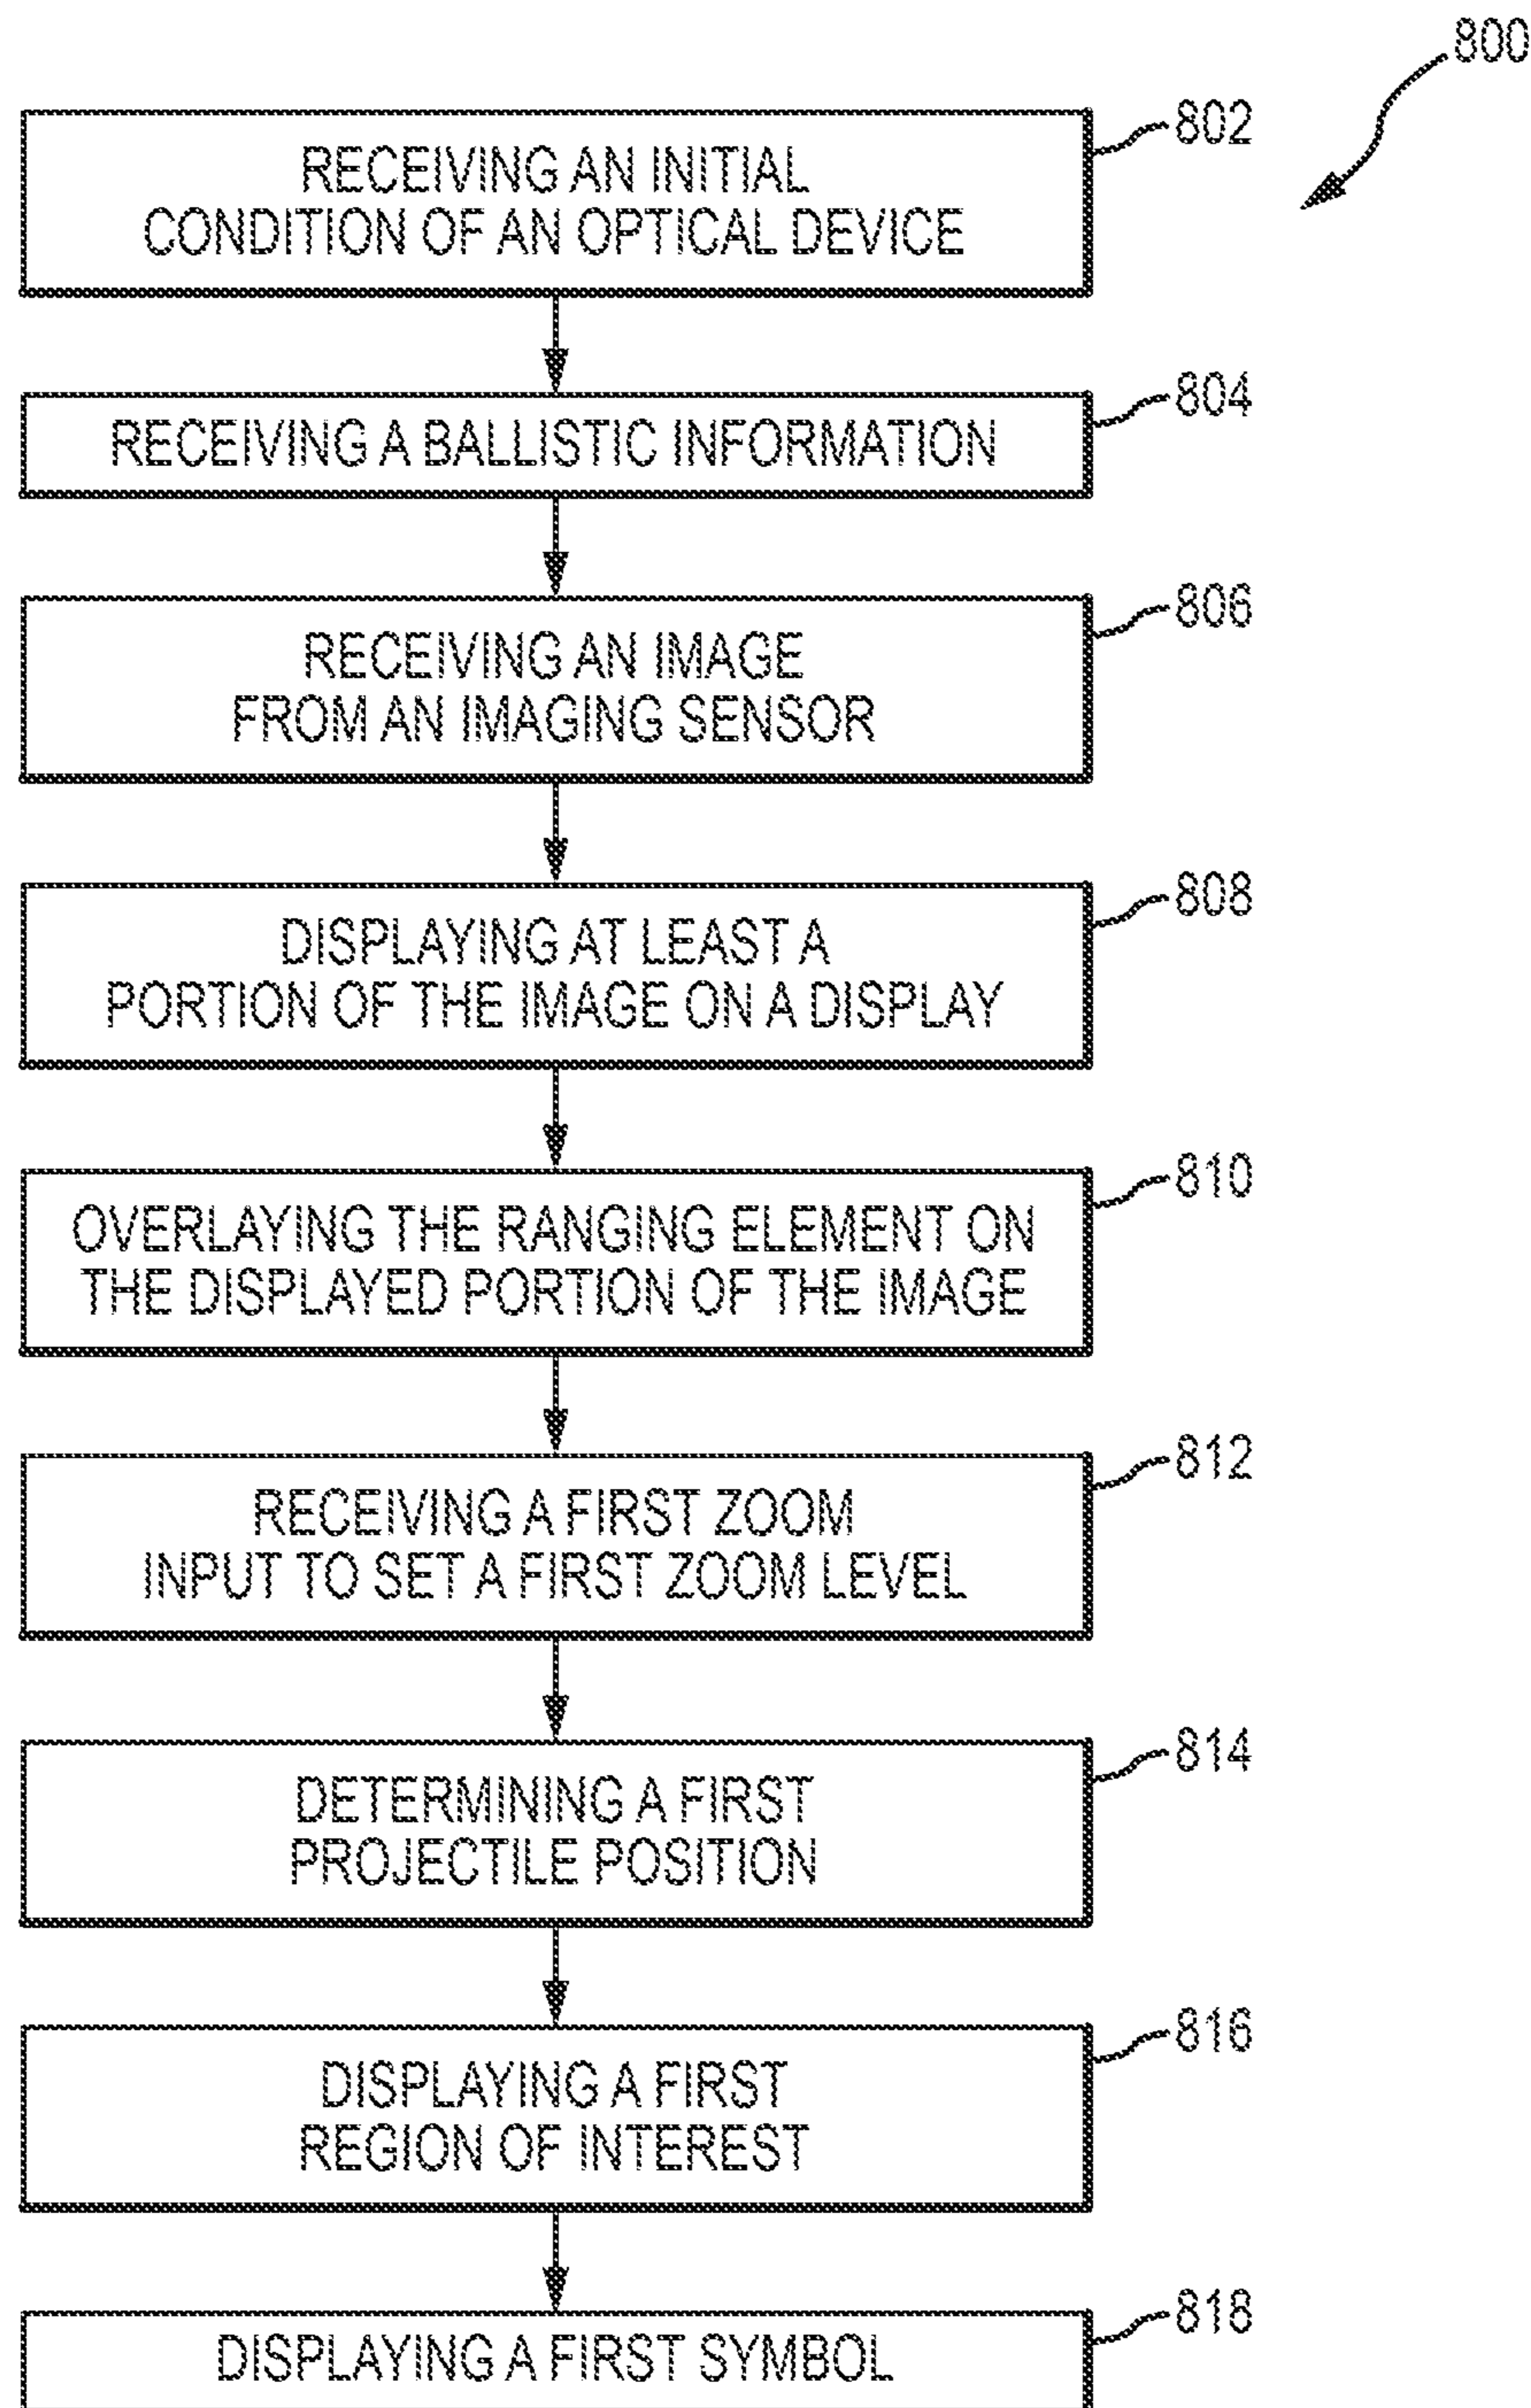 800
802
RECEIVING AN INITIAL
CONDITION OF AN OPTICAL DEVICE
804
RECEIVING A BALLISTIC INFORMATION
806
RECEIVING AN IMAGE
FROM AN IMAGING SENSOR
808
DISPLAYING AT LEAST A
PORTION OF THE IMAGE ON A DISPLAY
810
OVERLAYING THE RANGING ELEMENT ON
THE DISPLAYED PORTION OF THE IMAGE
812
RECEIVING A FIRST ZOOM
INPUT TO SET A FIRST ZOOM LEVEL
814
DETERMINING A FIRST
PROJECTILE POSITION
816
DISPLAYING A FIRST
REGION OF INTEREST
818
DISPLAYING A FIRST SYMBOL